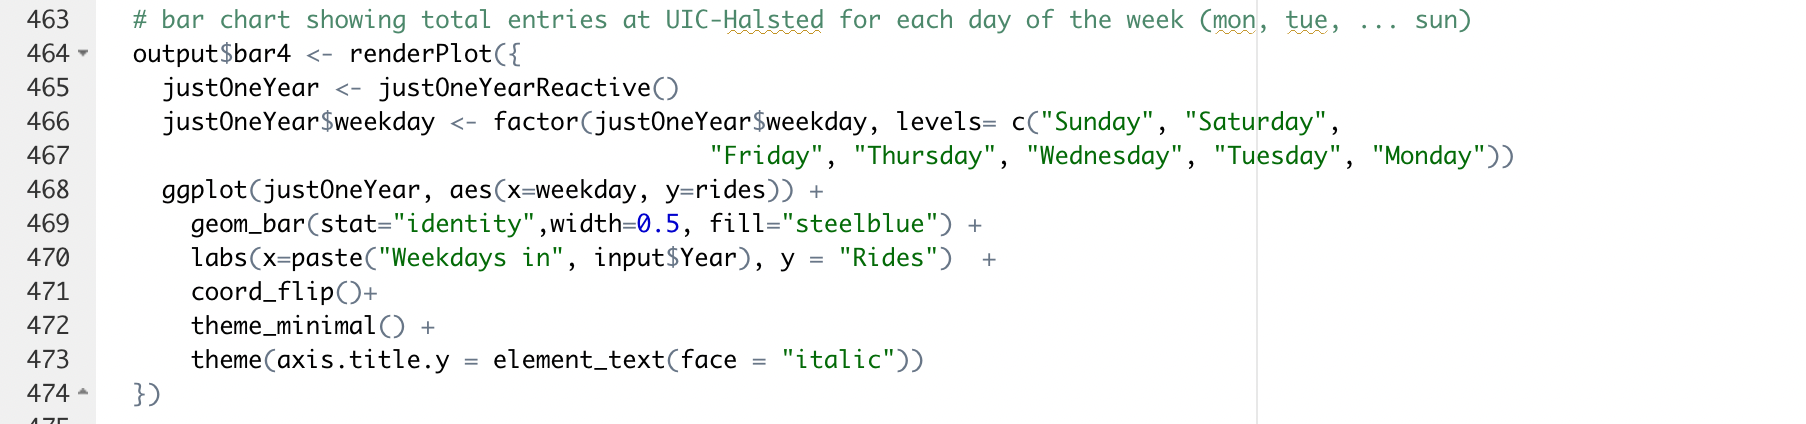 463 # bar chart showing total entries at UIC-Halsted for each day of the week (mon, tue, ... sun)
464 output$bar4 <- renderPlot({
465 justOneYear <- justOneYearReactive()
466 justOneYear$weekday <- factor(justOneYear$weekday, levels= c("Sunday", "Saturday",
467 "Friday", "Thursday", "Wednesday", "Tuesday", "Monday"))
468 ggplot(justOneYear, aes(x=weekday, y=rides)) +
469 geom_bar(stat="identity",width=0.5, fill="steelblue") +
470 labs(x=paste("Weekdays in", input$Year), y = "Rides")  +
471 coord_flip()+
472 theme_minimal() +
473 theme(axis.title.y = element_text(face = "italic"))
474 })